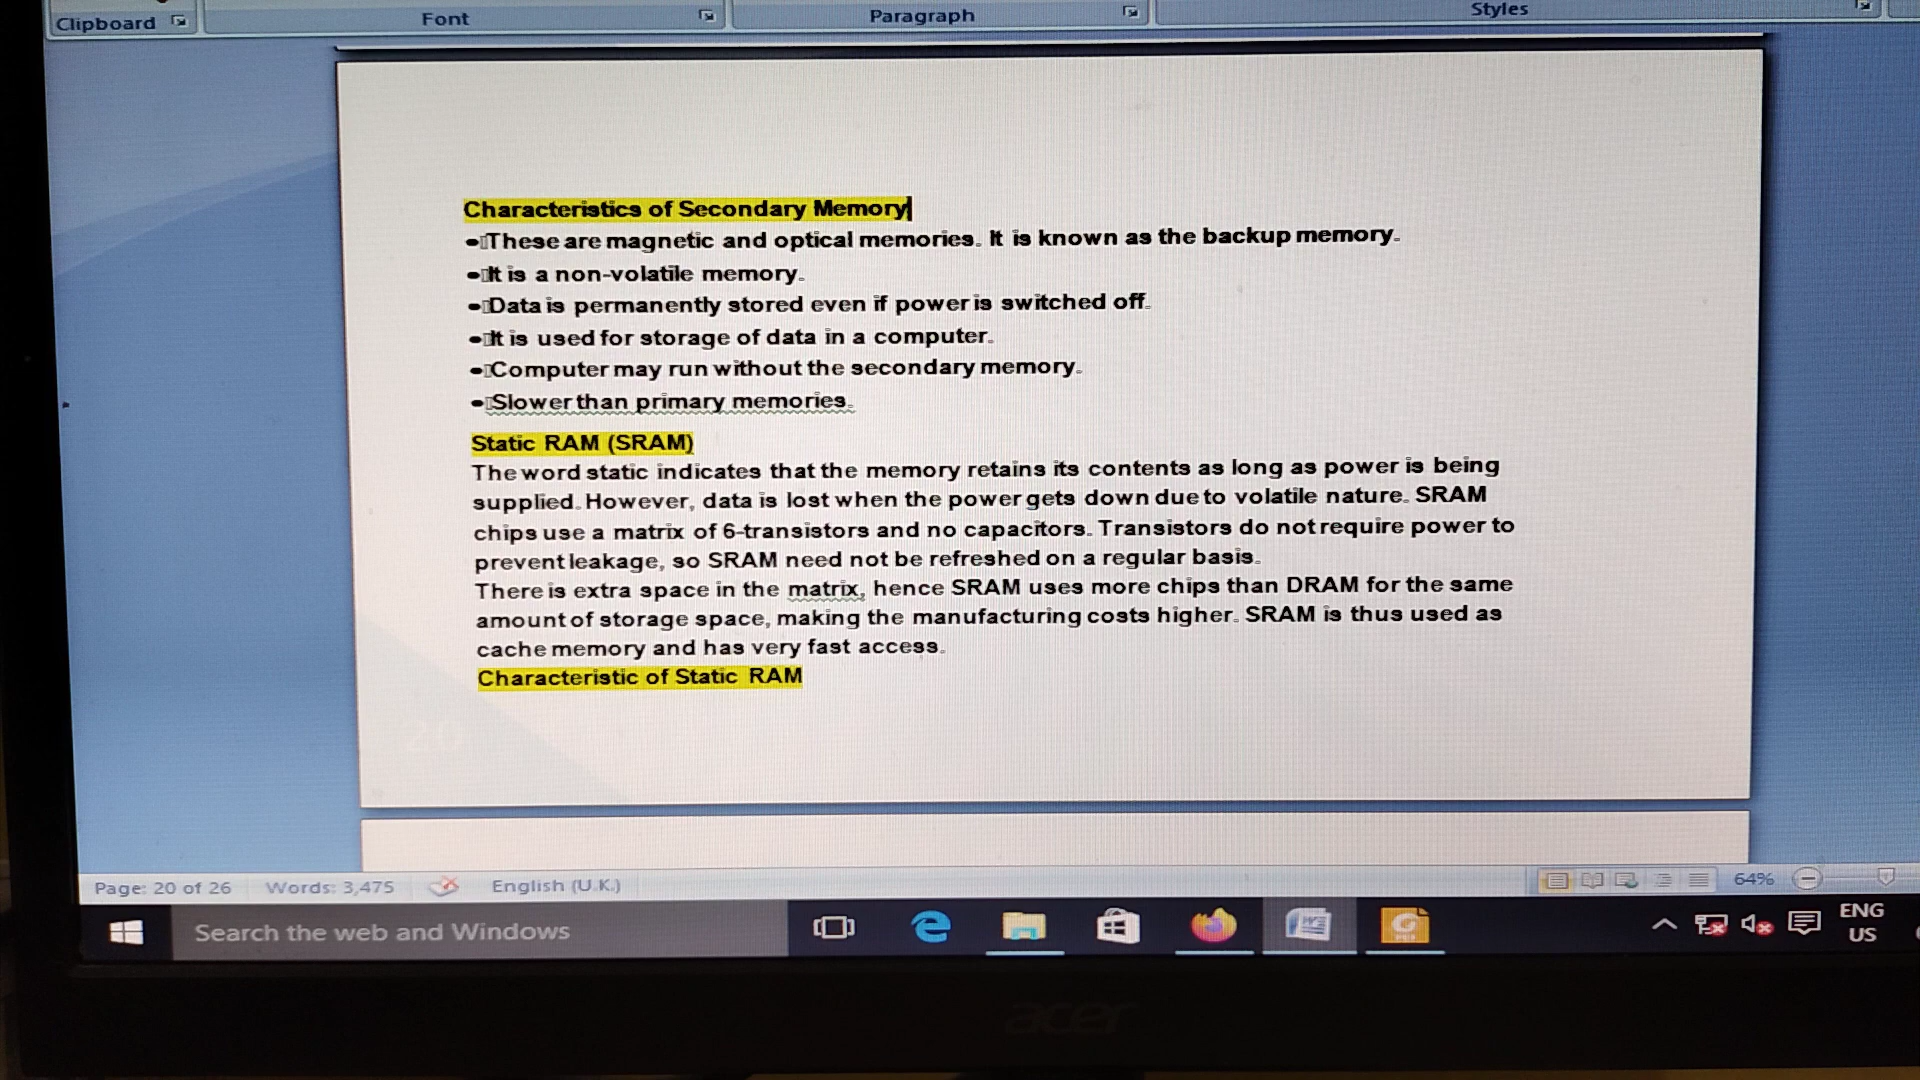 Clipboard
Font
Paragraph
Styles
Characteristics of Secondary Memory
These are magnetic and optical memories. It is known as the backup memory.
It is a non-volatile memory.
Data is permanently stored even if power is switched off.
It is used for storage of data in a computer.
Computer may run without the secondary memory.
Slower than primary memories.
Static RAM (SRAM)
The word static indicates that the memory retains its contents as long as power is being
supplied. However, data is lost when the power gets down due to volatile nature. SRAM
chips use a matrix of 6-transistors and no capacitors. Transistors do not require power to
prevent leakage, so SRAM need not be refreshed on a regular basis.
There is extra space in the matrix, hence SRAM uses more chips than DRAM for the same
amount of storage space, making the manufacturing costs higher. SRAM is thus used as
cache memory and has very fast access.
Characteristic of Static RAM
20
Page: 20 of 26 Words: 3,475 English (U.K.) 64%
Search the web and Windows
ENG
US
acer